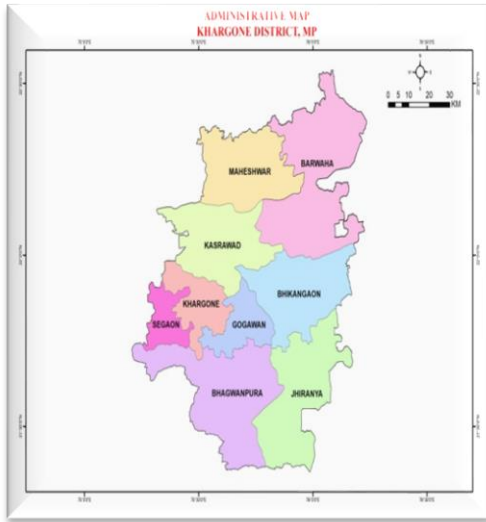 ADMINISTRATIVE MAP
KHARGONE DISTRICT, MP
0 5 10 20 30
KM
BARWAHA
MAHESHWAR
KASRAWAD
BHIKANGAON
KHARGONE
SEGAON
GOGAWAN
BHAGWANPURA
JHIRANYA